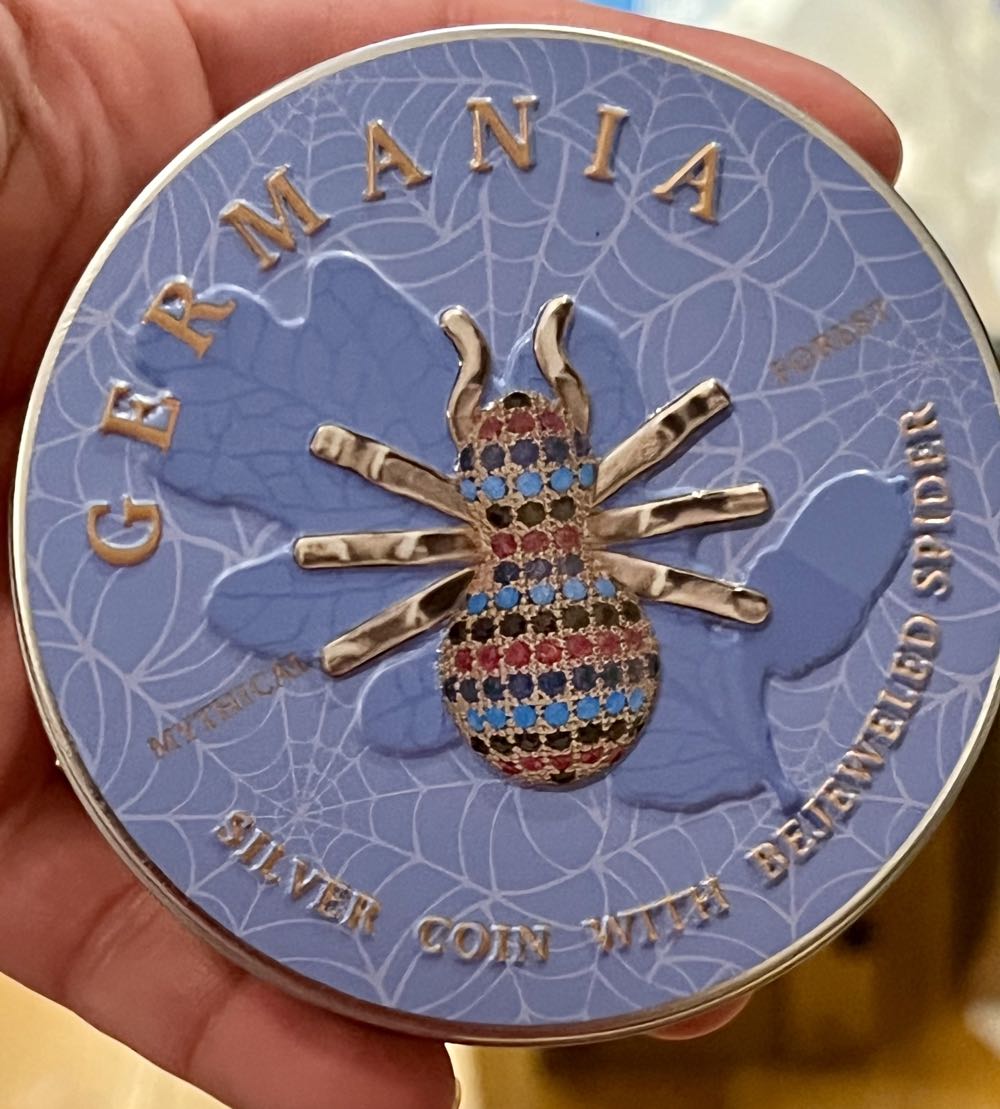 GERMANIA
MYTHICAL
FOREST
SILVER COIN WITH BEJEWELED SPIDER